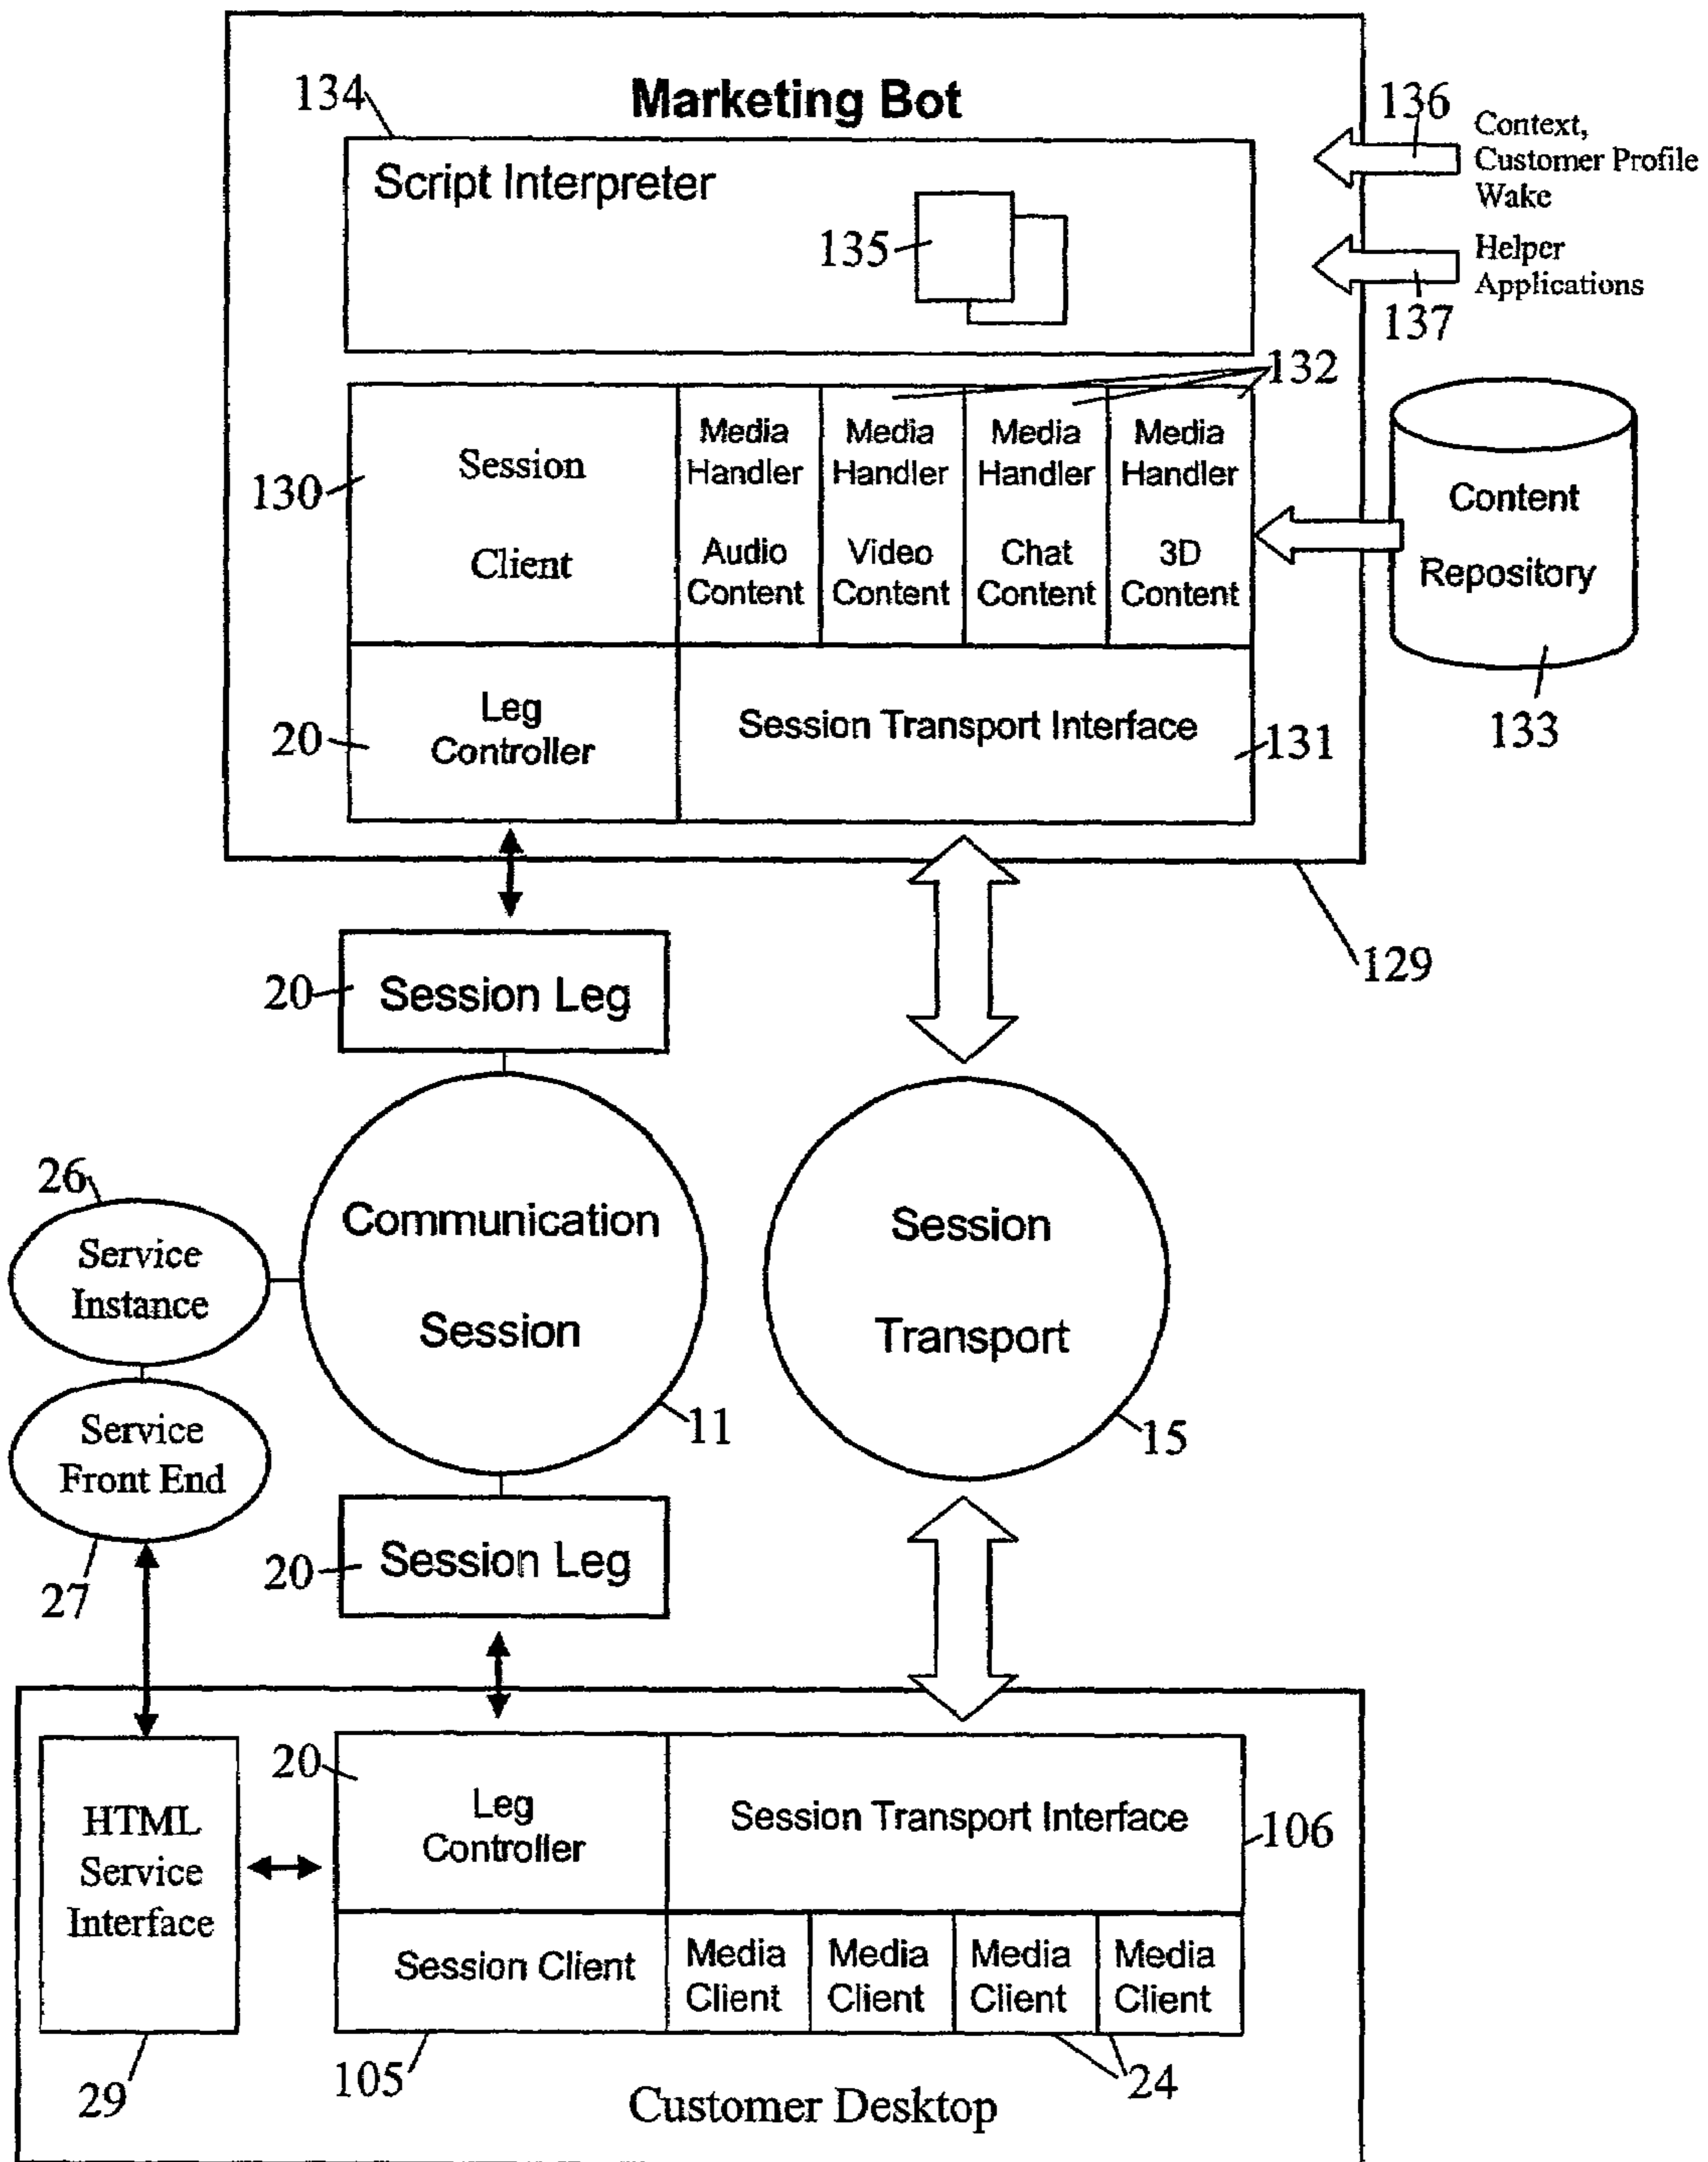 Marketing Bot
134
Script Interpreter
135
136
Context,
Customer Profile
Wake
Helper
Applications
137
132
130
Session
Client
Media
Handler
Audio
Content
Media
Handler
Video
Content
Media
Handler
Chat
Content
Media
Handler
3D
Content
Content
Repository
133
20
Leg
Controller
Session Transport Interface
131
129
20
Session Leg
26
Service
Instance
Communication
Session
11
Session
Transport
15
Service
Front End
27
20
Session Leg
HTML
Service
Interface
29
20
Leg
Controller
Session Transport Interface
106
Session Client
105
Media
Client
Media
Client
Media
Client
Media
Client
24
Customer Desktop